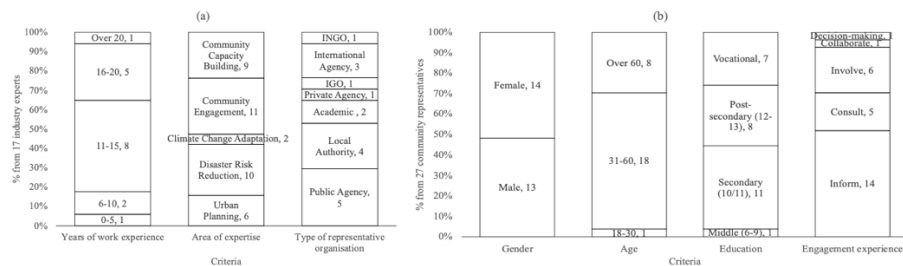 (a)
100%
90%
80%
70%
60%
50%
40%
30%
20%
10%
0%
% from 17 industry experts
Over 20, 1
16-20, 5
11-15, 8
6-10, 2
0-5, 1
Community
Capacity
Building, 9
Community
Engagement, 11
Climate Change Adaptation, 2
Disaster Risk
Reduction, 10
Urban
Planning, 6
INGO, 1
International
Agency, 3
IGO, 1
Private Agency, 1
Academic , 2
Local
Authority, 4
Public Agency,
5
Years of work experience
Area of expertise
Type of representative
organisation
Criteria
(b)
100%
90%
80%
70%
60%
50%
40%
30%
20%
10%
0%
% from 27 community representatives
Female, 14
Male, 13
Over 60, 8
31-60, 18
18-30, 1
Vocational, 7
Post-
secondary (12-
13), 8
Secondary
(10/11), 11
Middle (6-9), 1
Decision-making, 1
Collaborate, 1
Involve, 6
Consult, 5
Inform, 14
Gender
Age
Education
Engagement experience
Criteria